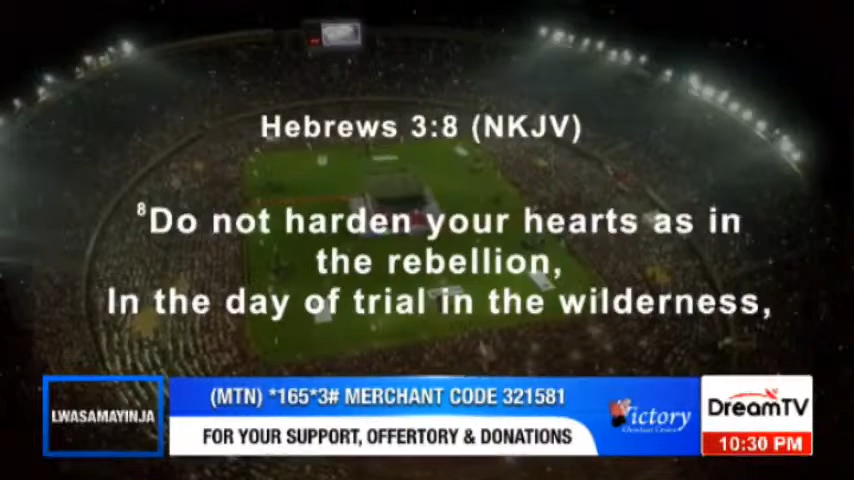 Hebrews 3:8 (NKJV)
8Do not harden your hearts as in
the rebellion,
In the day of trial in the wilderness,
LWASAMAYINJA
(MTN) *165*3# MERCHANT CODE 321581
FOR YOUR SUPPORT, OFFERTORY & DONATIONS
Victory
Christian Centre
DreamTV
10:30 PM